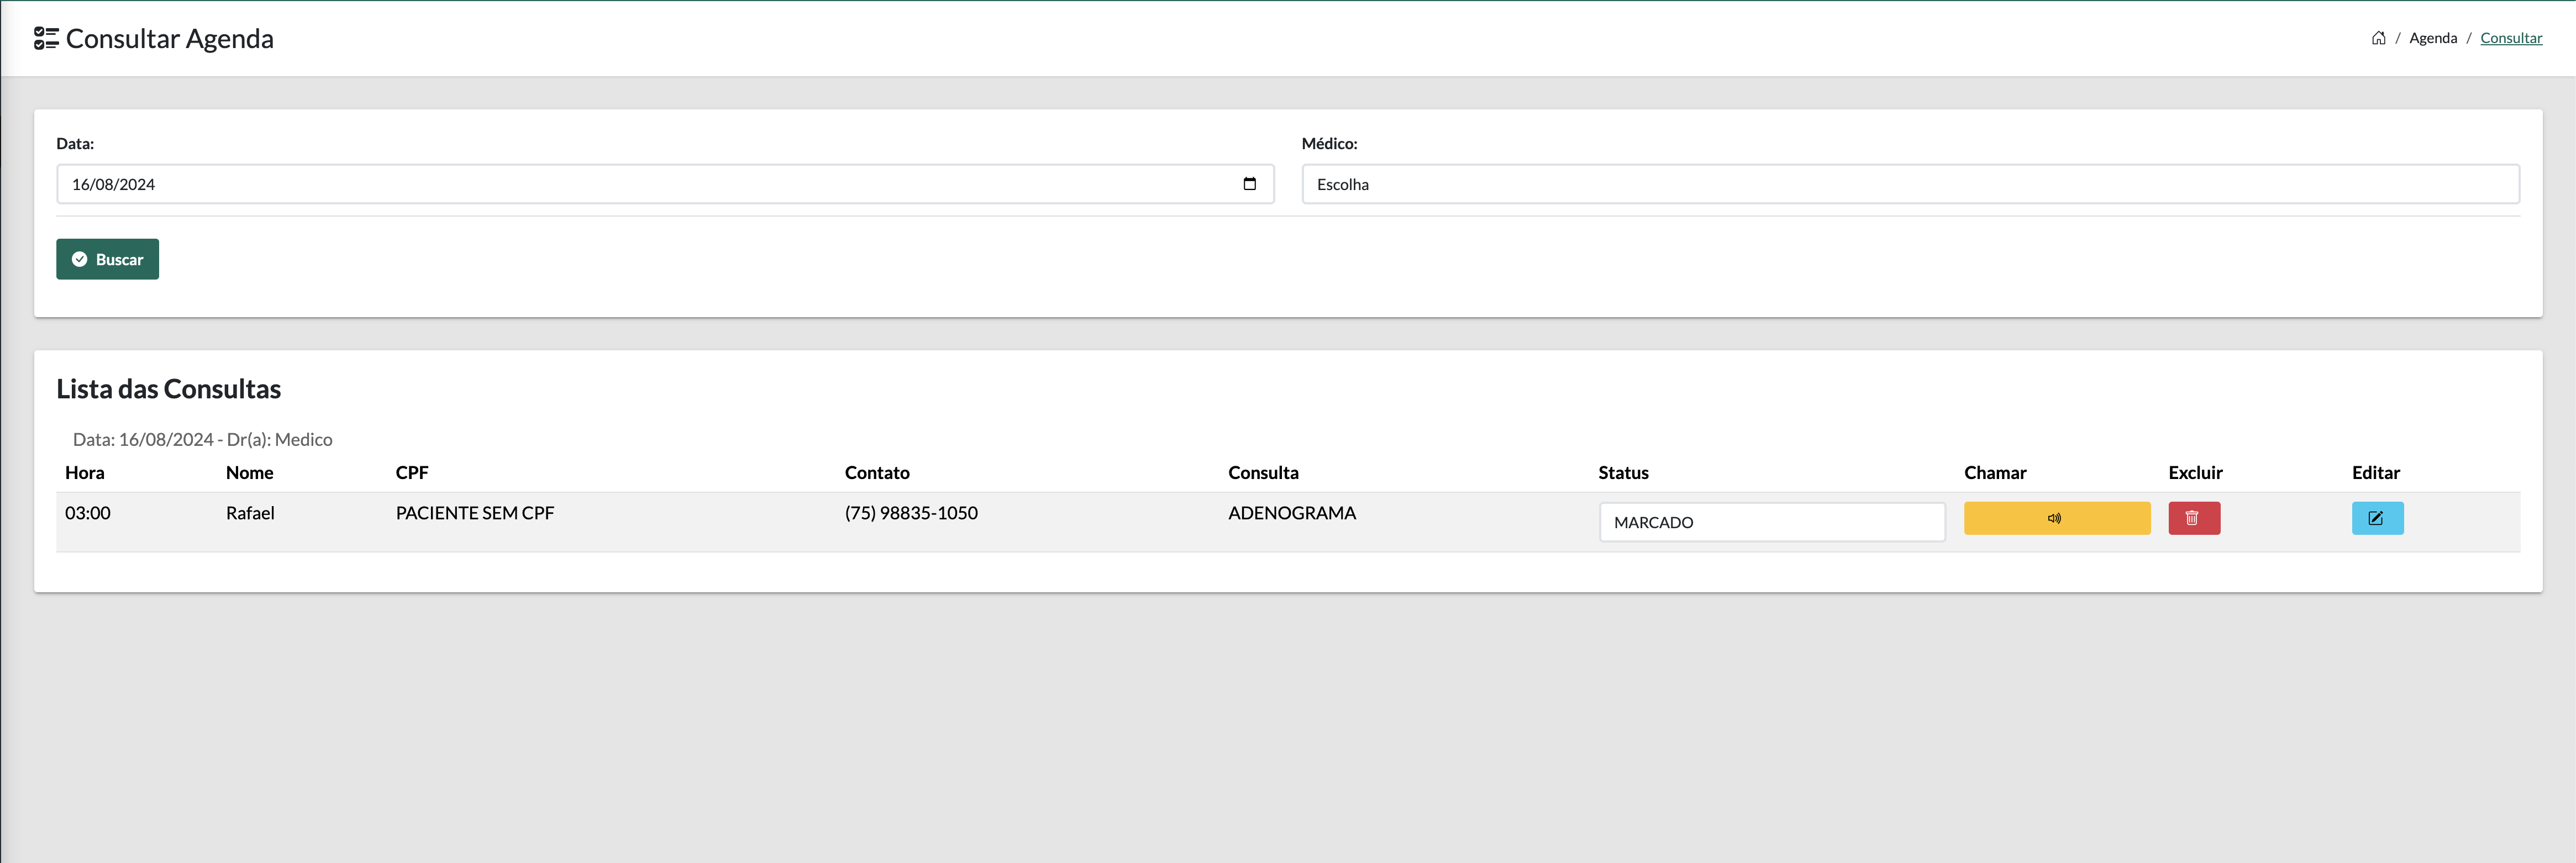 Consultar Agenda
/ Agenda / Consultar
Data: Médico:
16/08/2024 Escolha
Buscar
Lista das Consultas
Data: 16/08/2024 - Dr(a): Medico
Hora Nome CPF Contato Consulta Status Chamar Excluir Editar
03:00 Rafael PACIENTE SEM CPF (75) 98835-1050 ADENOGRAMA MARCADO